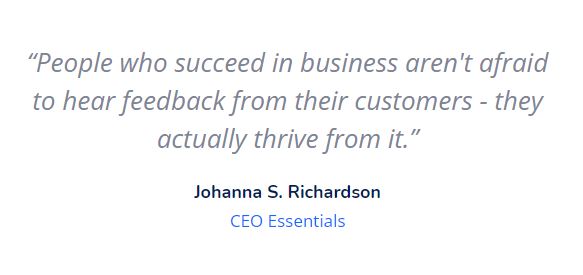 “People who succeed in business aren't afraid
to hear feedback from their customers - they
actually thrive from it.”
Johanna S. Richardson
CEO Essentials